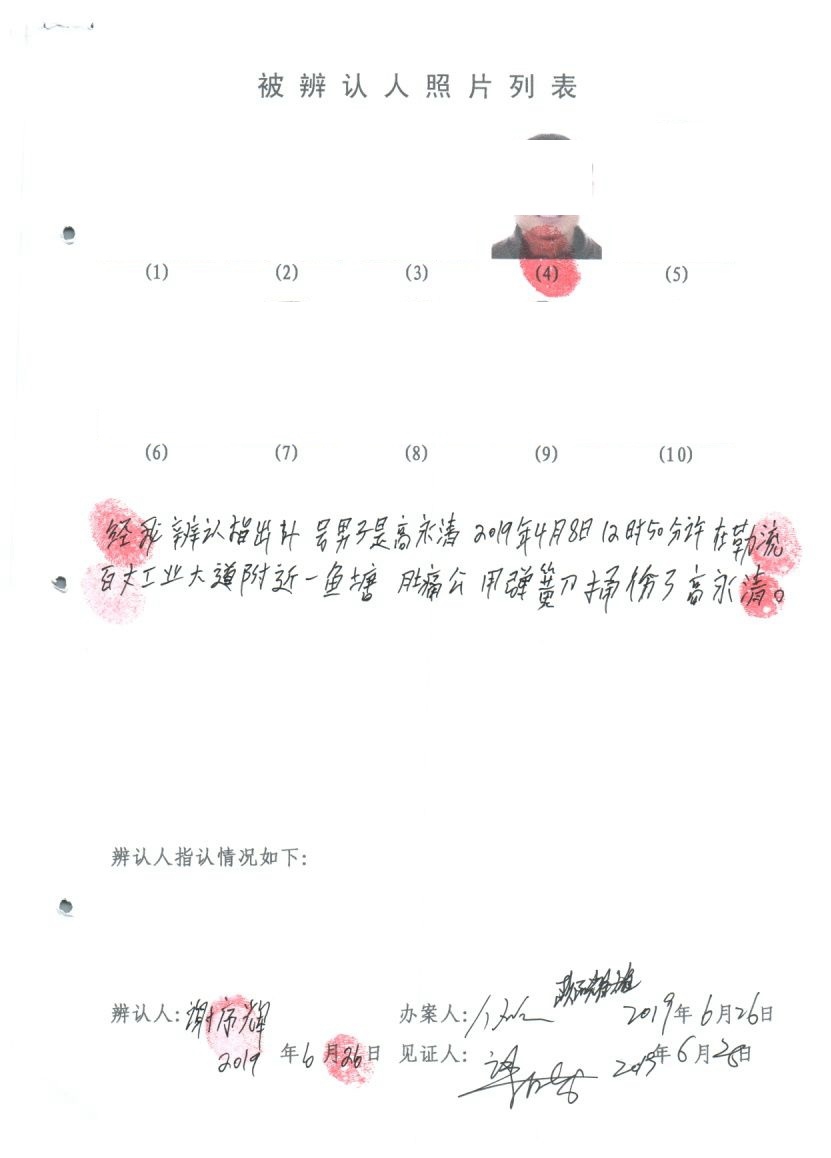 被辨认人照片列表
(1) (2) (3) (4) (5)
(6) (7) (8) (9) (10)
经我辨认指出4号男子是高永清 2019年4月8日12时50分许在勒流
百丈工业大道附近一鱼塘 肚痛公用弹簧刀捅伤了高永清。
辨认人指认情况如下:
辨认人: 谢 辉 办案人: 2019年6月26日
2019年6月26日 见证人: 2019年6月26日